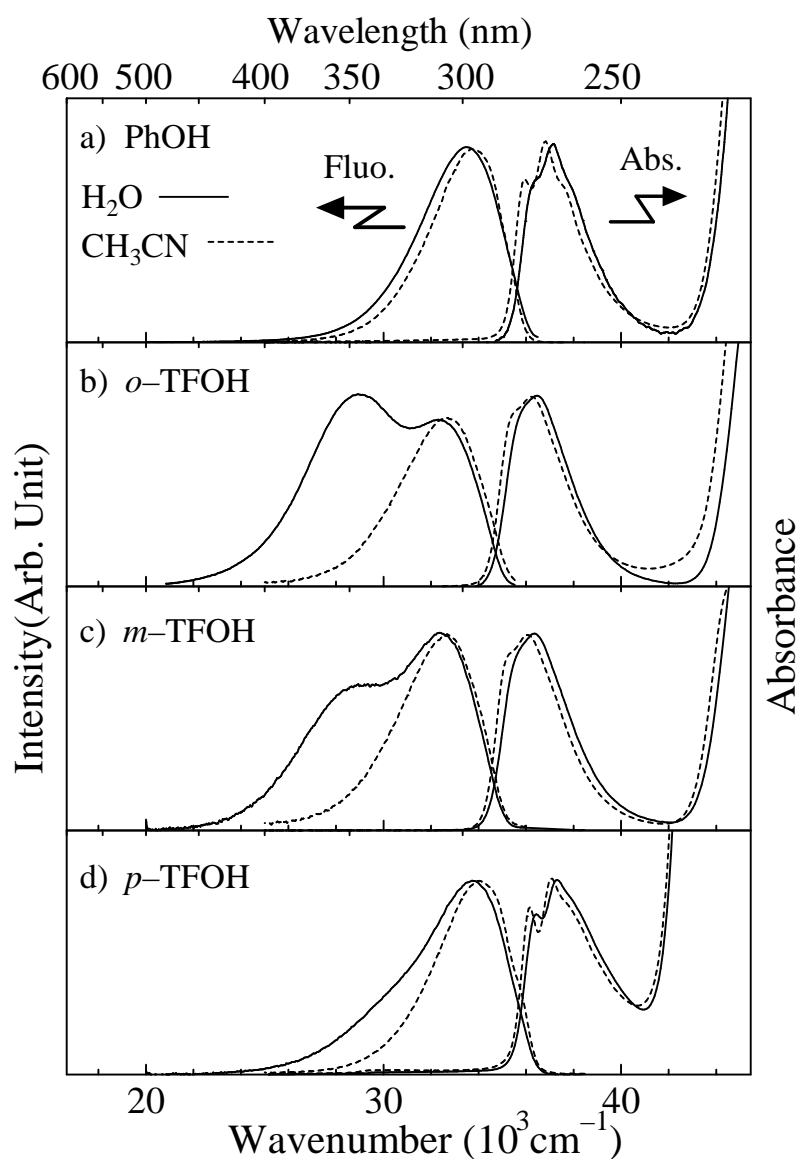 Wavelength (nm)
600 500 400 350 300 250
a) PhOH
Fluo.
Abs.
H₂O
CH₃CN
b) o–TFOH
c) m–TFOH
d) p–TFOH
Intensity(Arb. Unit)
Absorbance
20 30 40
Wavenumber (10³cm⁻¹)